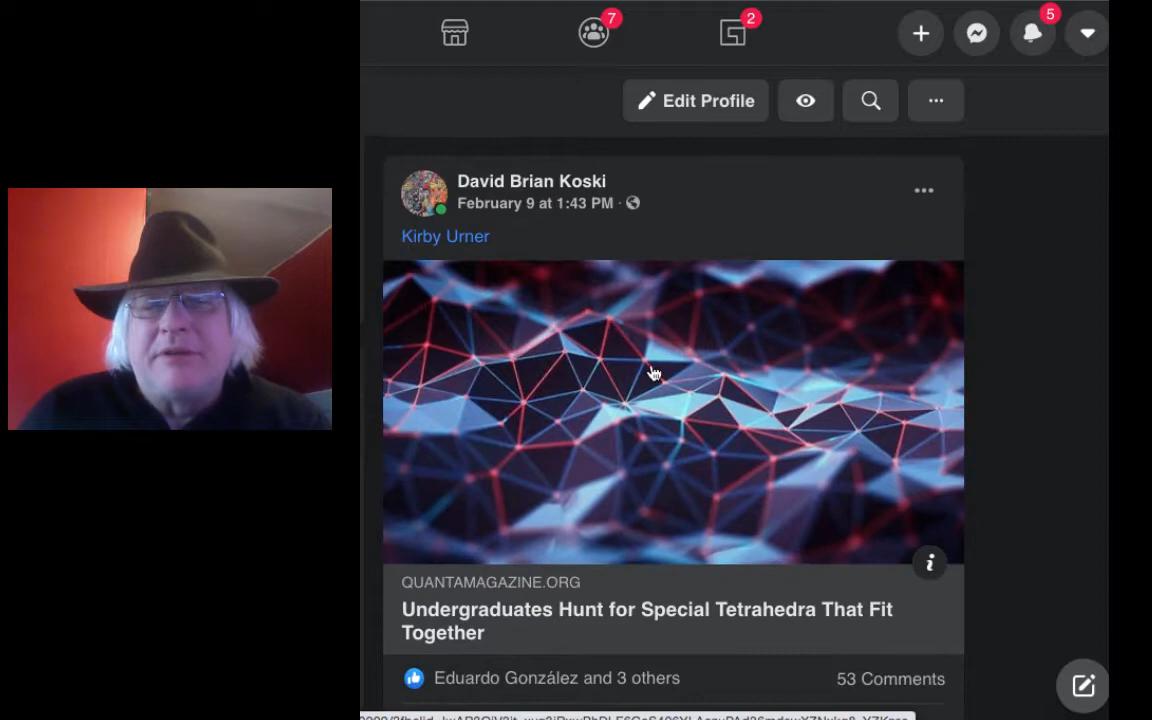 7
2
5
Edit Profile
David Brian Koski
February 9 at 1:43 PM ·
Kirby Urner
QUANTAMAGAZINE.ORG
Undergraduates Hunt for Special Tetrahedra That Fit
Together
Eduardo González and 3 others
53 Comments